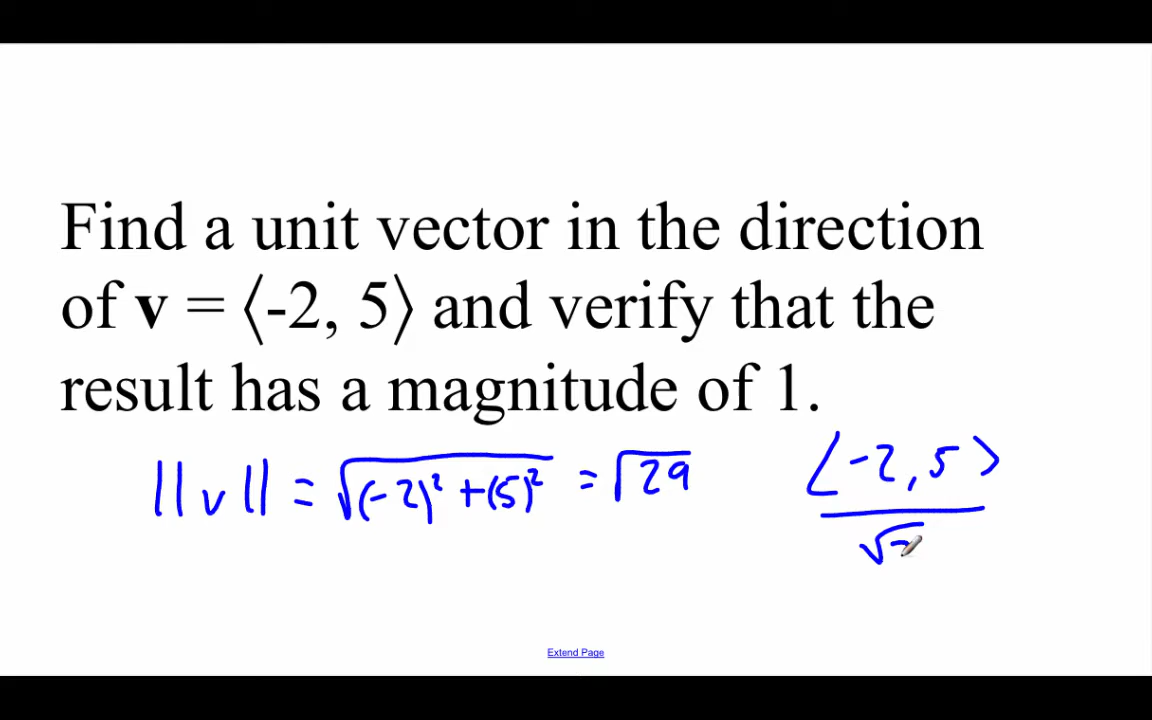 Find a unit vector in the direction
of v = ⟨-2, 5⟩ and verify that the
result has a magnitude of 1.
||v|| = √((-2)² + (5)²) = √29
⟨-2, 5⟩
√
Extend Page